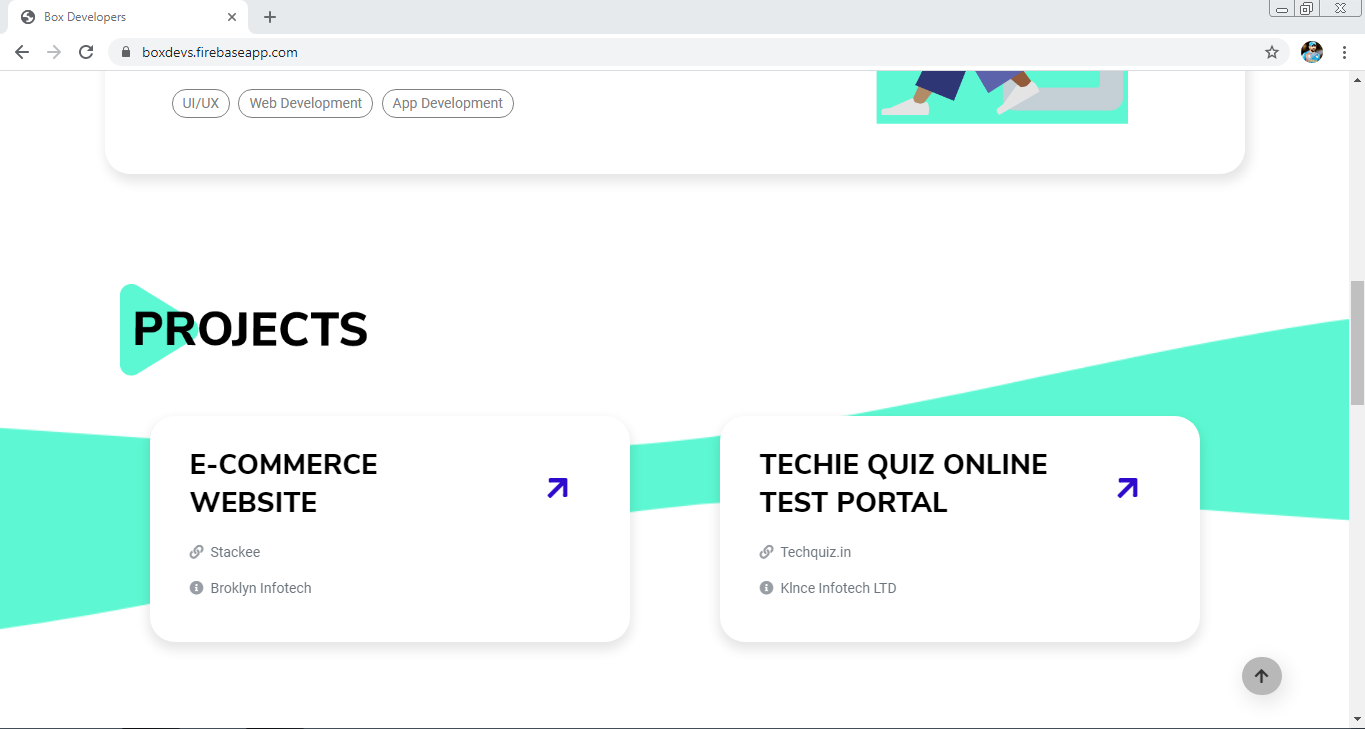 Box Developers
boxdevs.firebaseapp.com
UI/UX Web Development App Development
PROJECTS
E-COMMERCE
WEBSITE
Stackee
Broklyn Infotech
TECHIE QUIZ ONLINE
TEST PORTAL
Techquiz.in
Klnce Infotech LTD